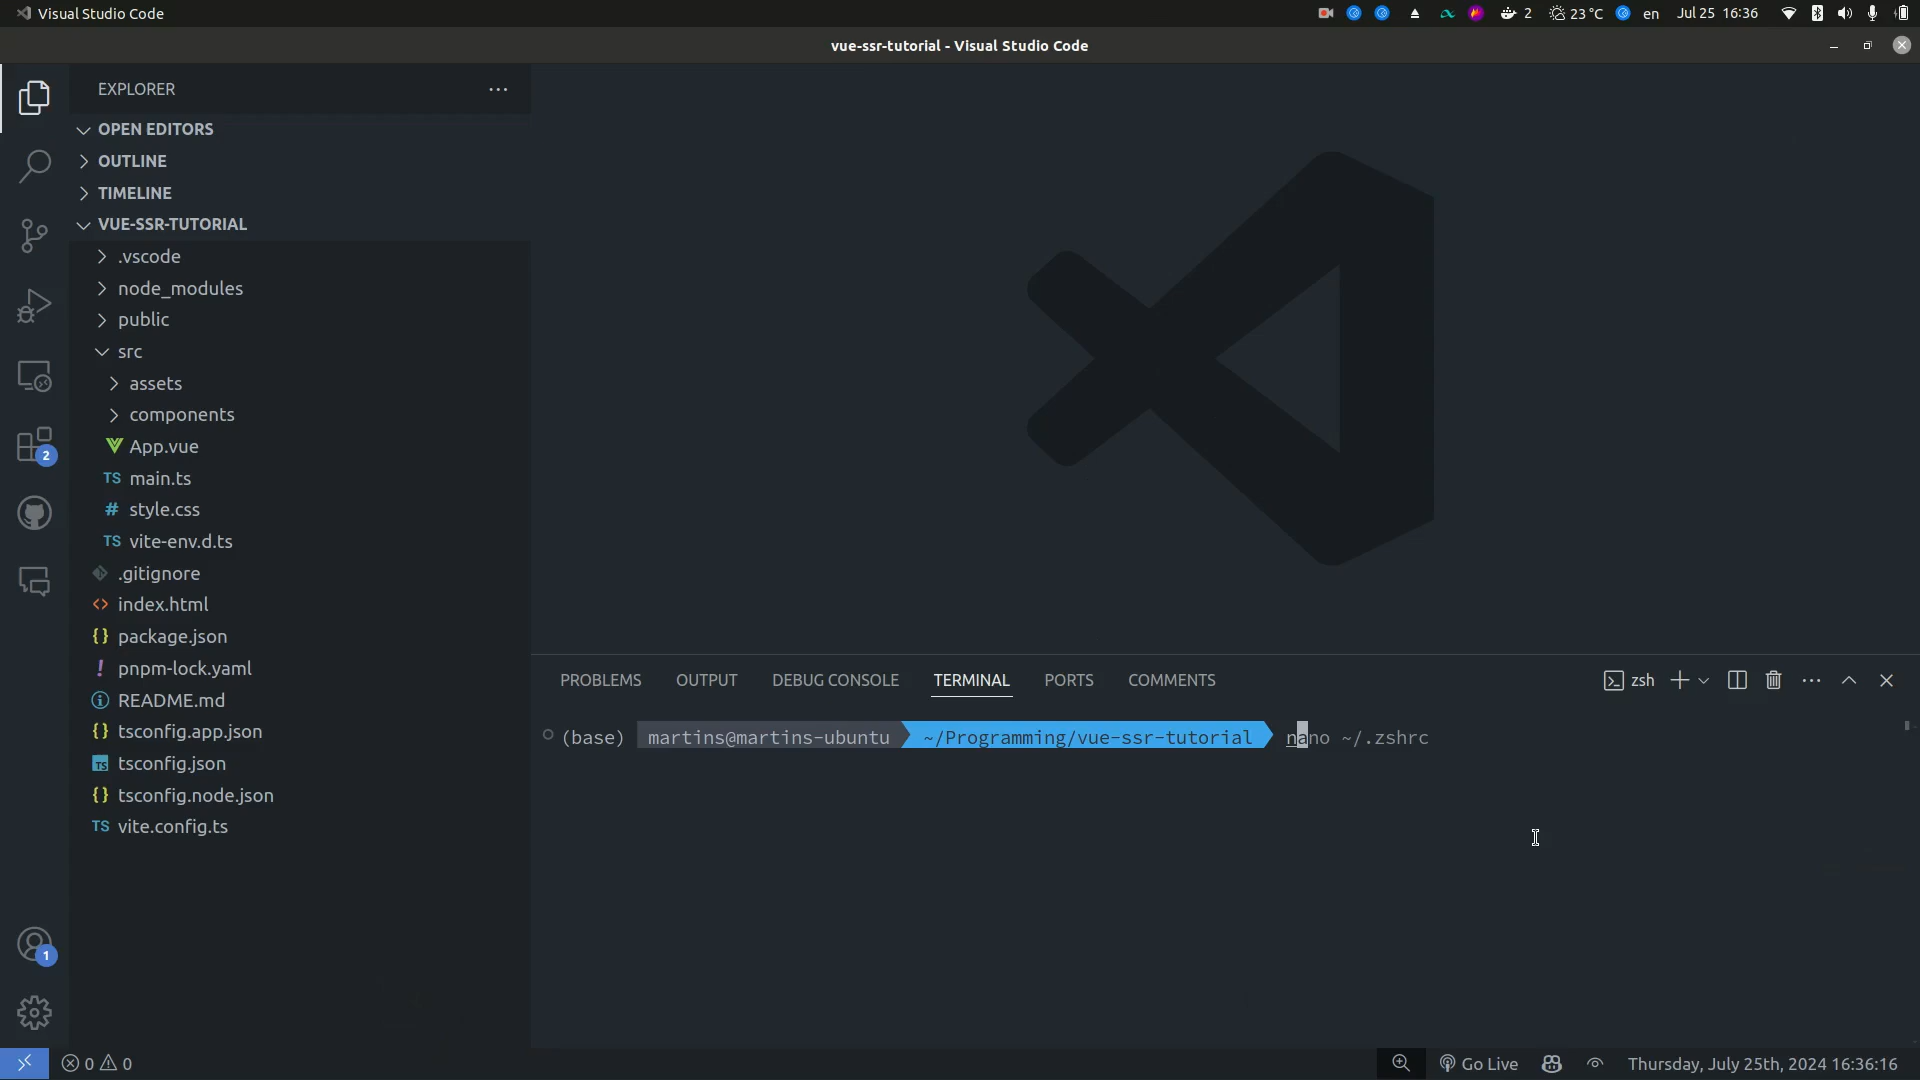 Visual Studio Code
2
23 °C
en
Jul 25 16:36
vue-ssr-tutorial - Visual Studio Code
EXPLORER
OPEN EDITORS
OUTLINE
TIMELINE
VUE-SSR-TUTORIAL
.vscode
node_modules
public
src
assets
components
App.vue
TS main.ts
# style.css
TS vite-env.d.ts
.gitignore
<> index.html
{} package.json
! pnpm-lock.yaml
README.md
{} tsconfig.app.json
TS tsconfig.json
{} tsconfig.node.json
TS vite.config.ts
2
1
PROBLEMS
OUTPUT
DEBUG CONSOLE
TERMINAL
PORTS
COMMENTS
zsh
(base) martins@martins-ubuntu ~/Programming/vue-ssr-tutorial nano ~/.zshrc
0
0
Go Live
Thursday, July 25th, 2024 16:36:16